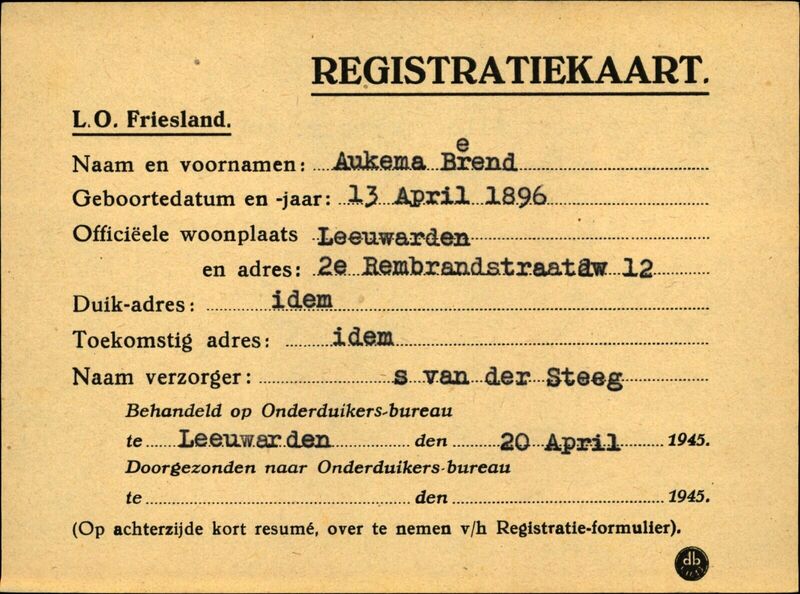 REGISTRATIEKAART.
L.O. Friesland.
Naam en voornamen: Aukema Berend
Geboortedatum en -jaar: 13 April 1896
Officiëele woonplaats Leeuwarden
en adres: 2e Rembrandstraatdw 12
Duik-adres: idem
Toekomstig adres: idem
Naam verzorger: s van der Steeg
Behandeld op Onderduikers-bureau
te Leeuwarden den 20 April 1945.
Doorgezonden naar Onderduikers-bureau
te den 1945.
(Op achterzijde kort resumé, over te nemen v/h Registratie-formulier).
db